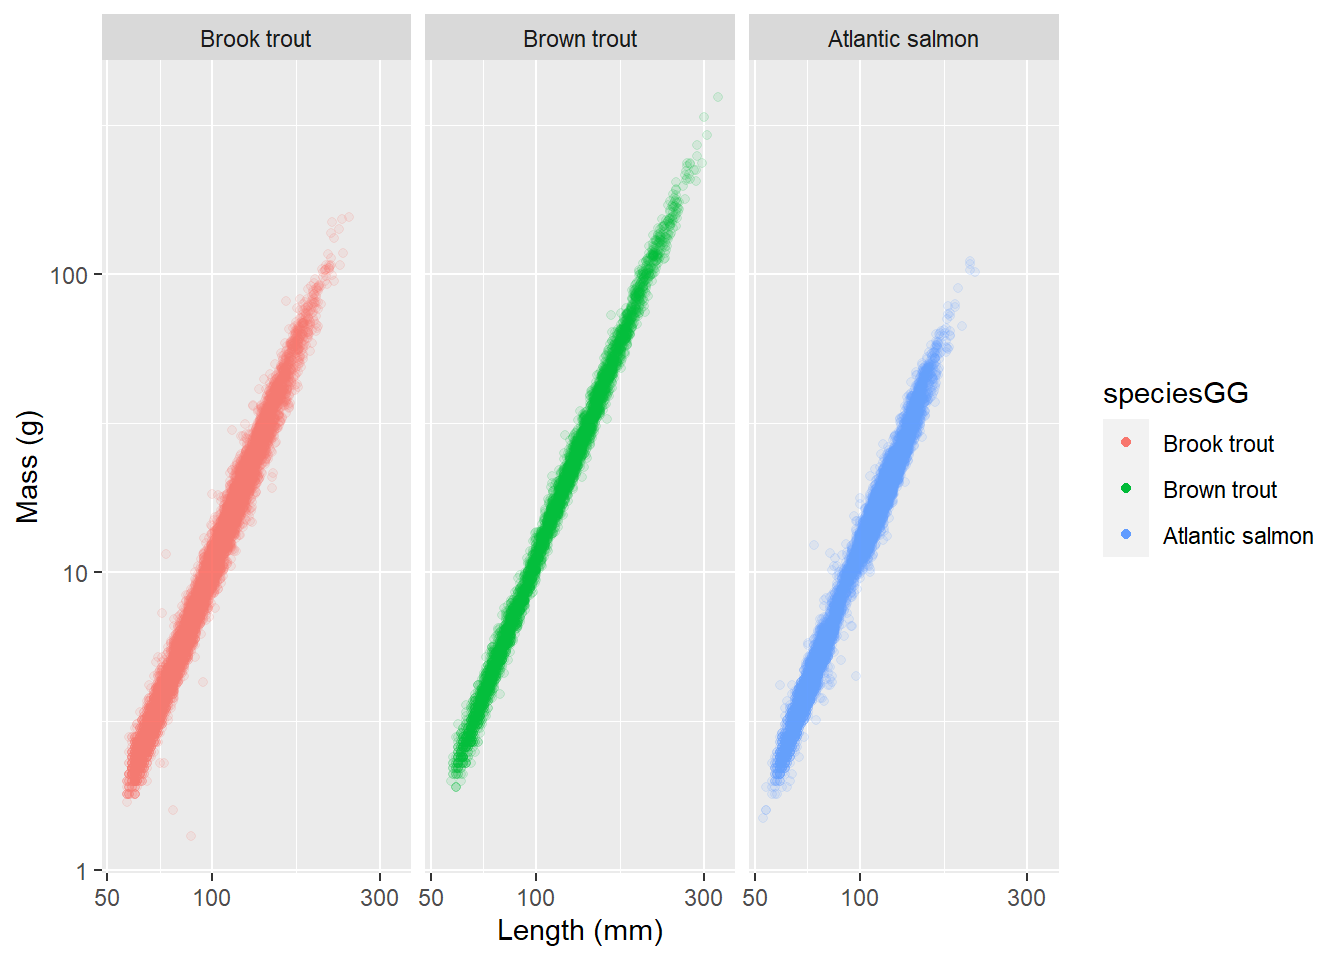 Brook trout
Brown trout
Atlantic salmon
100
10
1
Mass (g)
50 100 300
50 100 300
50 100 300
Length (mm)
speciesGG
Brook trout
Brown trout
Atlantic salmon